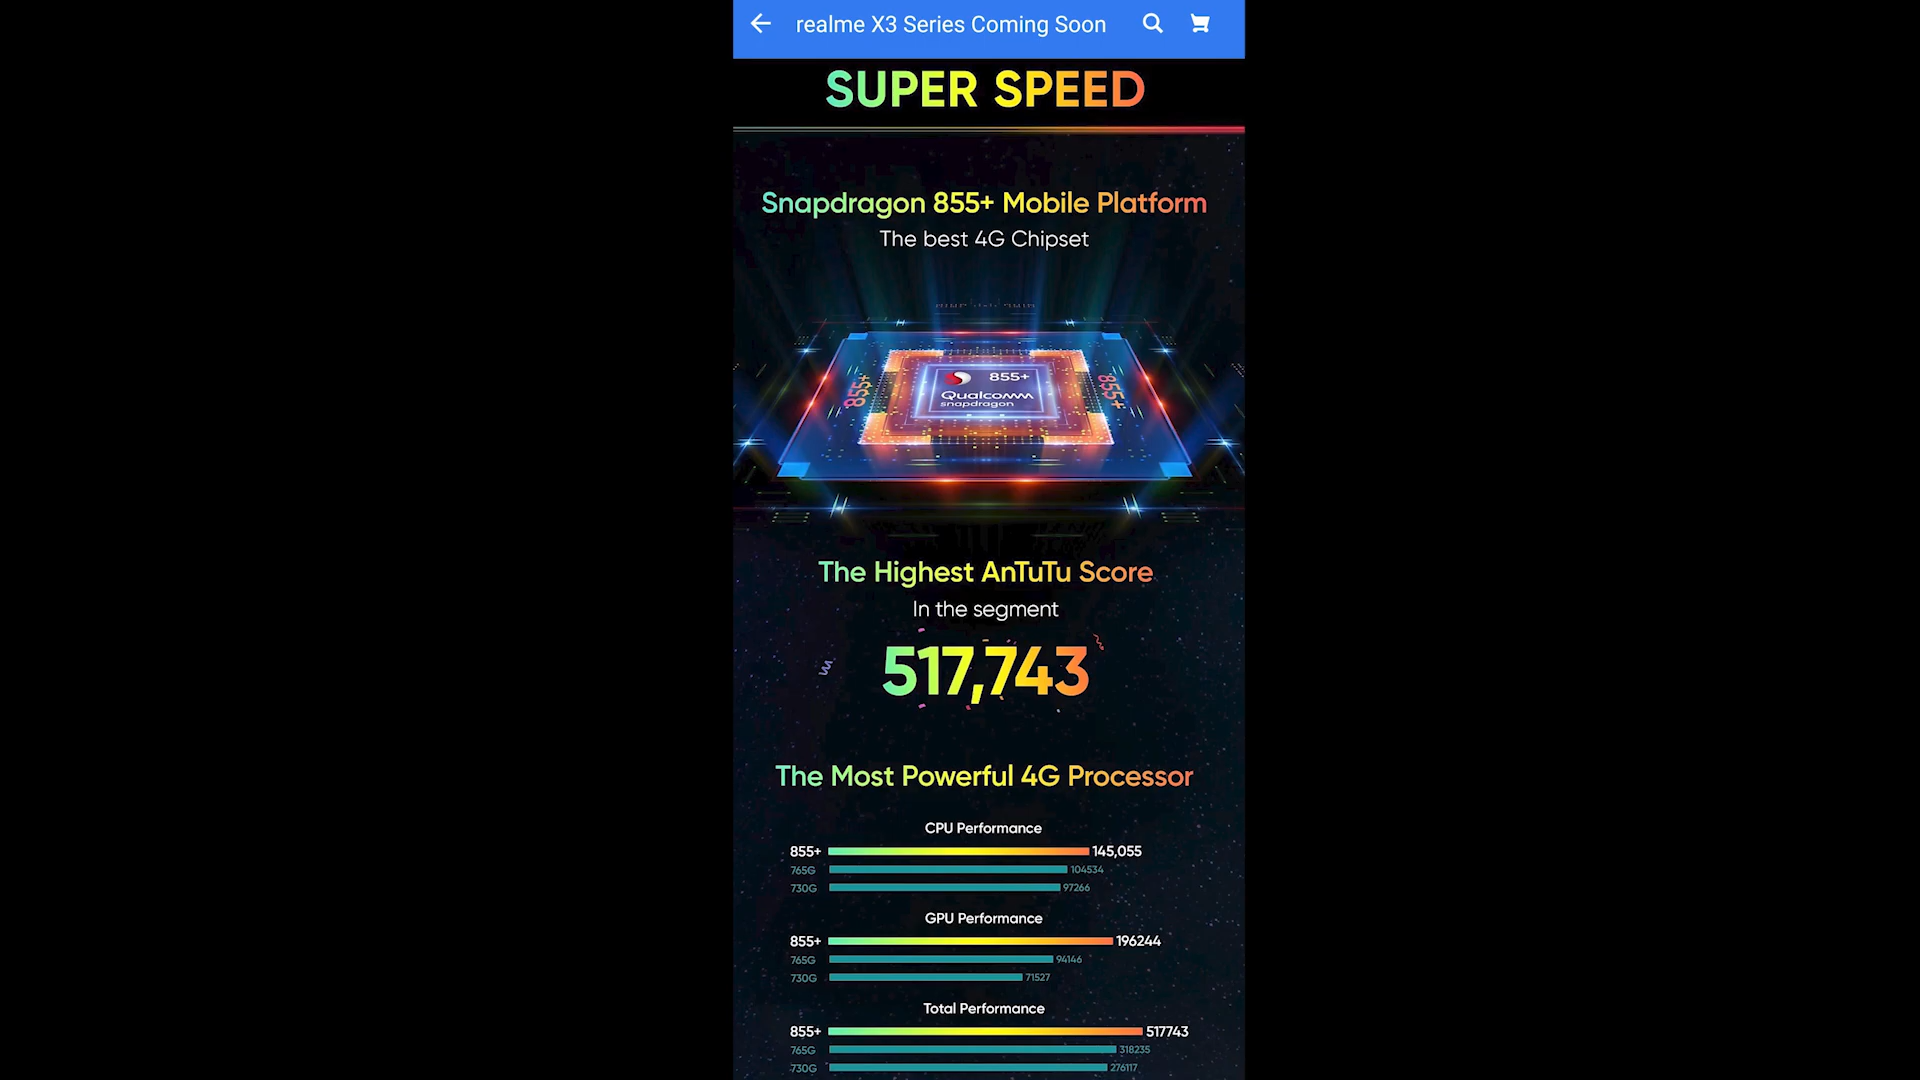 realme X3 Series Coming Soon
SUPER SPEED
Snapdragon 855+ Mobile Platform
The best 4G Chipset
855+
855+
Qualcomm
snapdragon
855+
The Highest AnTuTu Score
In the segment
517,743
The Most Powerful 4G Processor
CPU Performance
855+ 145,055
765G 104534
730G 97266
GPU Performance
855+ 196244
765G 94146
730G 71527
Total Performance
855+ 517743
765G 318235
730G 276117